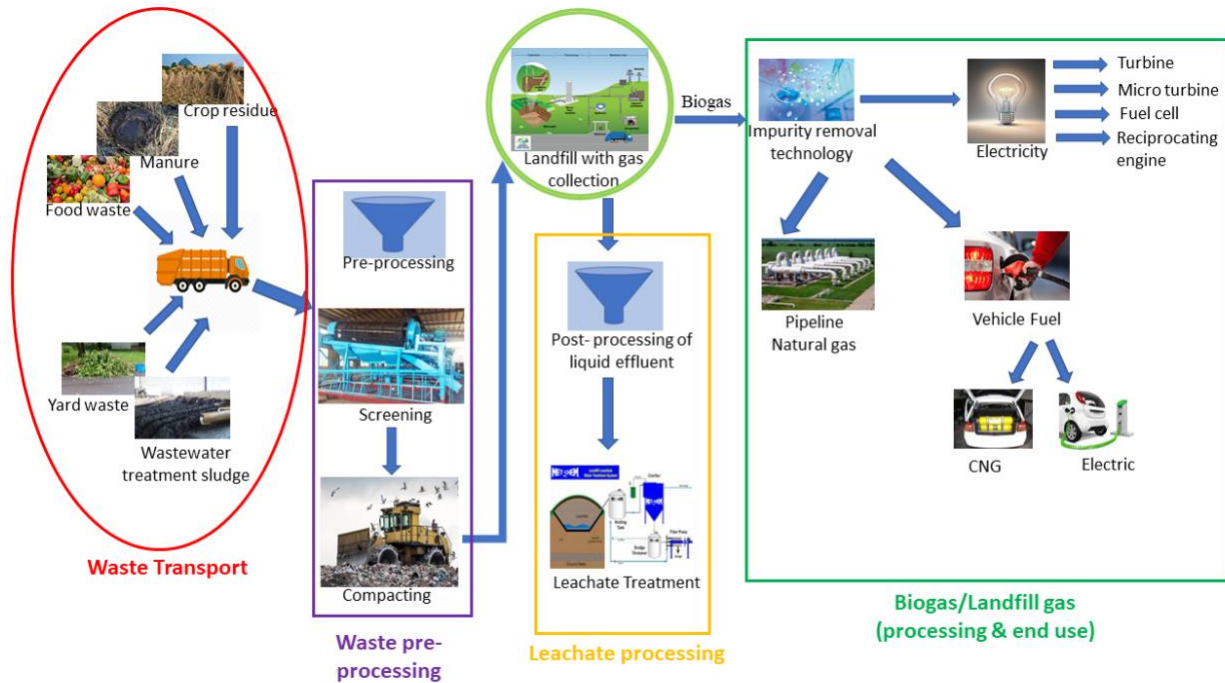 Crop residue
Manure
Food waste
Yard waste
Wastewater
treatment sludge
Waste Transport
Pre-processing
Screening
Compacting
Waste pre-
processing
Landfill with gas
collection
Biogas
Post- processing of
liquid effluent
Leachate Treatment
Leachate processing
Impurity removal
technology
Electricity
Turbine
Micro turbine
Fuel cell
Reciprocating
engine
Pipeline
Natural gas
Vehicle Fuel
CNG
Electric
Biogas/Landfill gas
(processing & end use)